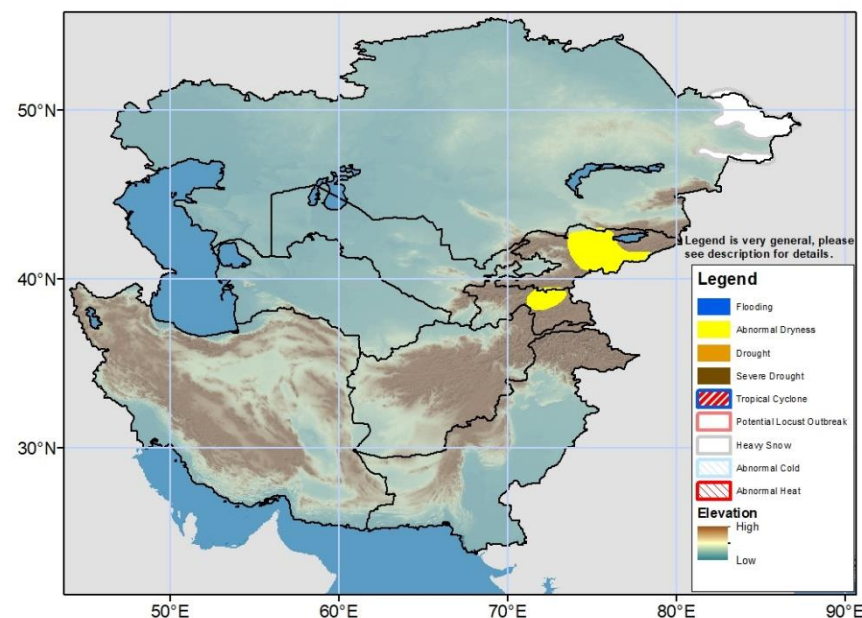 50°N
40°N
30°N
Legend is very general, please
see description for details.
Legend
Flooding
Abnormal Dryness
Drought
Severe Drought
Tropical Cyclone
Potential Locust Outbreak
Heavy Snow
Abnormal Cold
Abnormal Heat
Elevation
High
Low
50°E
60°E
70°E
80°E
90°E